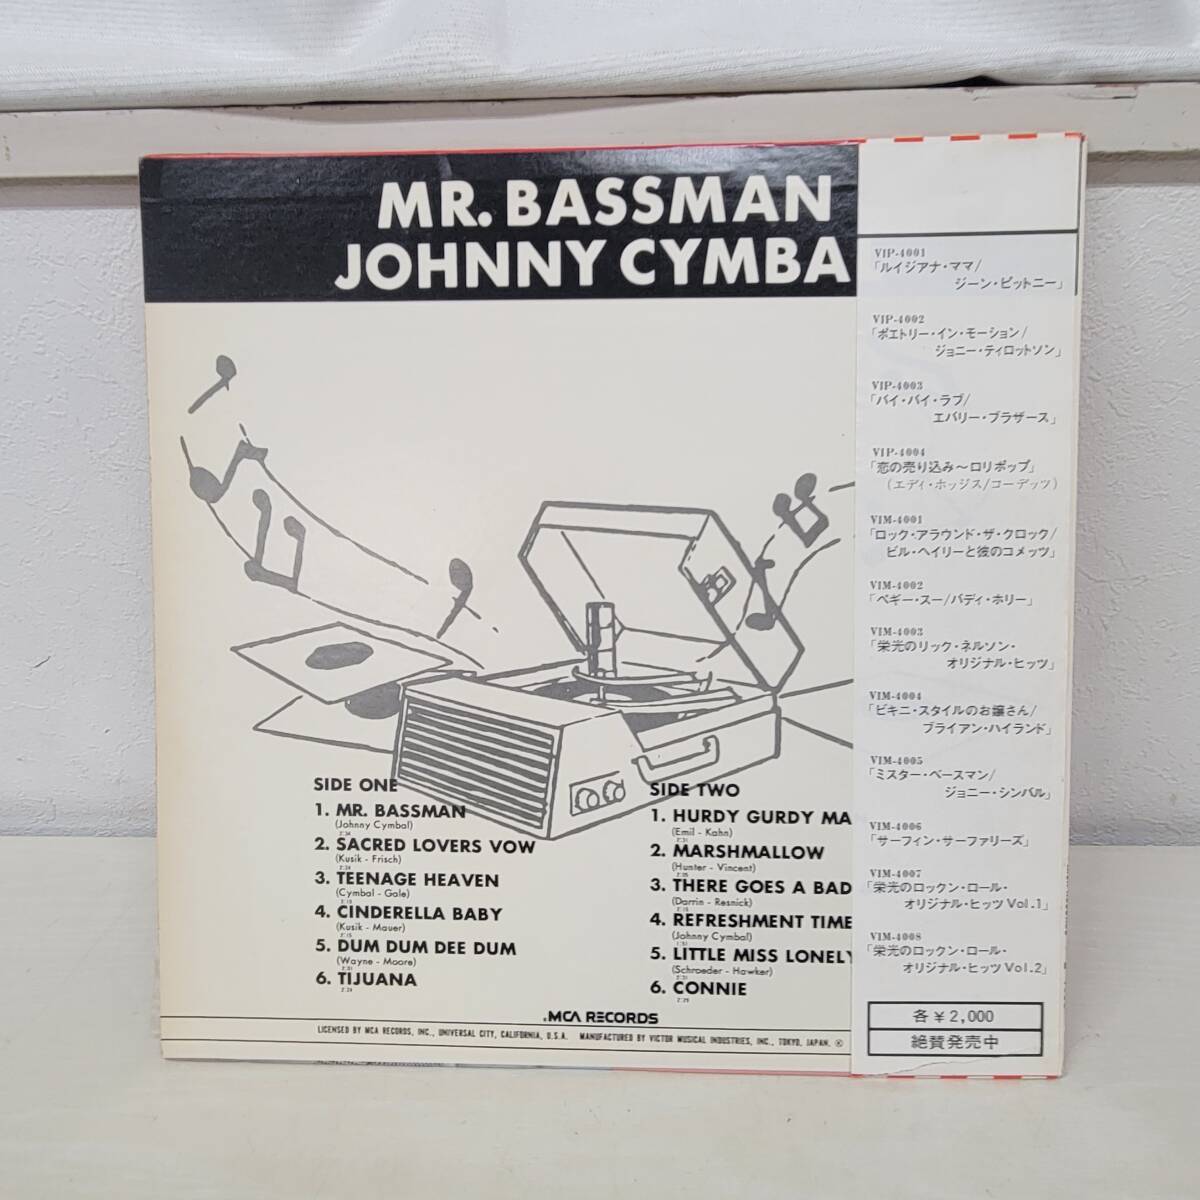 MR. BASSMAN
JOHNNY CYMBA
SIDE ONE
1. MR. BASSMAN
(Johnny Cymbal)
2:34
2. SACRED LOVERS VOW
(Kusik - Frisch)
3. TEENAGE HEAVEN
(Cymbal - Gale)
4. CINDERELLA BABY
(Kusik - Mauer)
5. DUM DUM DEE DUM
(Wayne - Moore)
6. TIJUANA
SIDE TWO
1. HURDY GURDY MA
(Emil - Kahn)
2. MARSHMALLOW
(Hunter - Vincent)
3. THERE GOES A BAD
(Darrin - Resnick)
4. REFRESHMENT TIME
(Johnny Cymbal)
5. LITTLE MISS LONELY
(Schroeder - Hawker)
6. CONNIE
MCA RECORDS
LICENSED BY MCA RECORDS, INC., UNIVERSAL CITY, CALIFORNIA, U.S.A. MANUFACTURED BY VICTOR MUSICAL INDUSTRIES, INC., TOKYO, JAPAN. Ⓡ
VIP-4001
「ルイジアナ・ママ/
ジーン・ピットニー」
VIP-4002
「ポエトリー・イン・モーション/
ジョニー・ティロットソン」
VIP-4003
「バイ・バイ・ラブ/
エバリー・ブラザース」
VIP-4004
「恋の売り込み〜ロリポップ」
(エディ・ホッジス/コーデッツ)
VIM-4001
「ロック・アラウンド・ザ・クロック/
ビル・ヘイリーと彼のコメッツ」
VIM-4002
「ペギー・スー/バディ・ホリー」
VIM-4003
「栄光のリック・ネルソン・
オリジナル・ヒッツ」
VIM-4004
「ビキニ・スタイルのお嬢さん/
ブライアン・ハイランド」
VIM-4005
「ミスター・ベースマン/
ジョニー・シンバル」
VIM-4006
「サーフィン・サーファリーズ」
VIM-4007
「栄光のロックン・ロール・
オリジナル・ヒッツ Vol.1」
VIM-4008
「栄光のロックン・ロール・
オリジナル・ヒッツ Vol.2」
各¥2,000
絶賛発売中